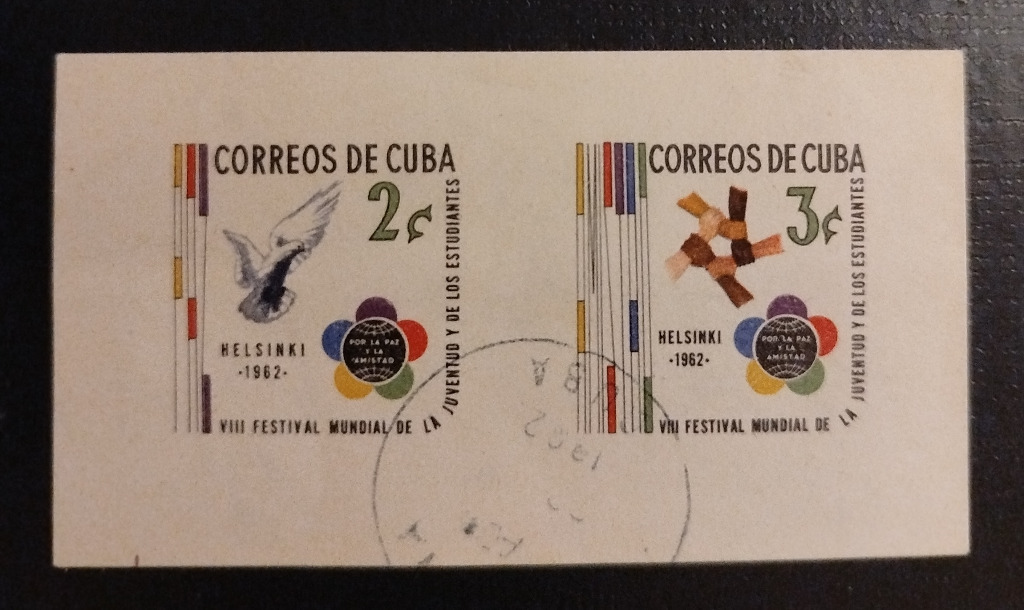 CORREOS DE CUBA
2¢
HELSINKI
·1962·
POR LA PAZ
Y LA
AMISTAD
VIII FESTIVAL MUNDIAL DE LA JUVENTUD Y DE LOS ESTUDIANTES
CORREOS DE CUBA
3¢
HELSINKI
·1962·
POR LA PAZ
Y LA
AMISTAD
VIII FESTIVAL MUNDIAL DE LA JUVENTUD Y DE LOS ESTUDIANTES
1962